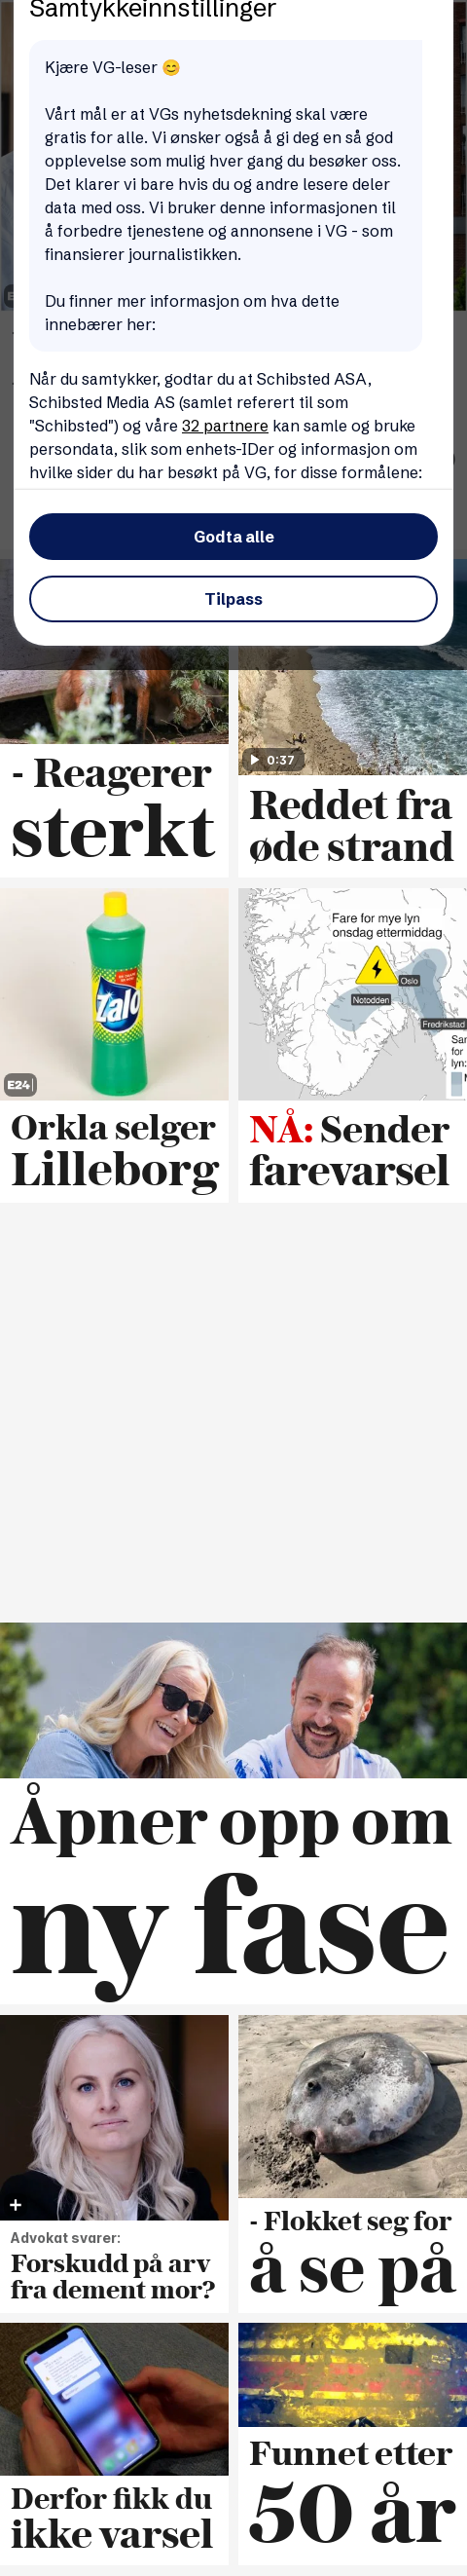 Samtykkeinnstillinger
Kjære VG-leser 😊
Vårt mål er at VGs nyhetsdekning skal være
gratis for alle. Vi ønsker også å gi deg en så god
opplevelse som mulig hver gang du besøker oss.
Det klarer vi bare hvis du og andre lesere deler
data med oss. Vi bruker denne informasjonen til
å forbedre tjenestene og annonsene i VG - som
finansierer journalistikken.
Du finner mer informasjon om hva dette
innebærer her:
Når du samtykker, godtar du at Schibsted ASA,
Schibsted Media AS (samlet referert til som
"Schibsted") og våre 32 partnere kan samle og bruke
persondata, slik som enhets-IDer og informasjon om
hvilke sider du har besøkt på VG, for disse formålene:
Godta alle
Tilpass
- Reagerer
sterkt
0:37
Reddet fra
øde strand
Zalo
E24
Orkla selger
Lilleborg
Fare for mye lyn
onsdag ettermiddag
Oslo
Notodden
Fredrikstad
for
lyn:
NÅ: Sender
farevarsel
Åpner opp om
ny fase
Advokat svarer:
Forskudd på arv
fra dement mor?
- Flokket seg for
å se på
Derfor fikk du
ikke varsel
Funnet etter
50 år